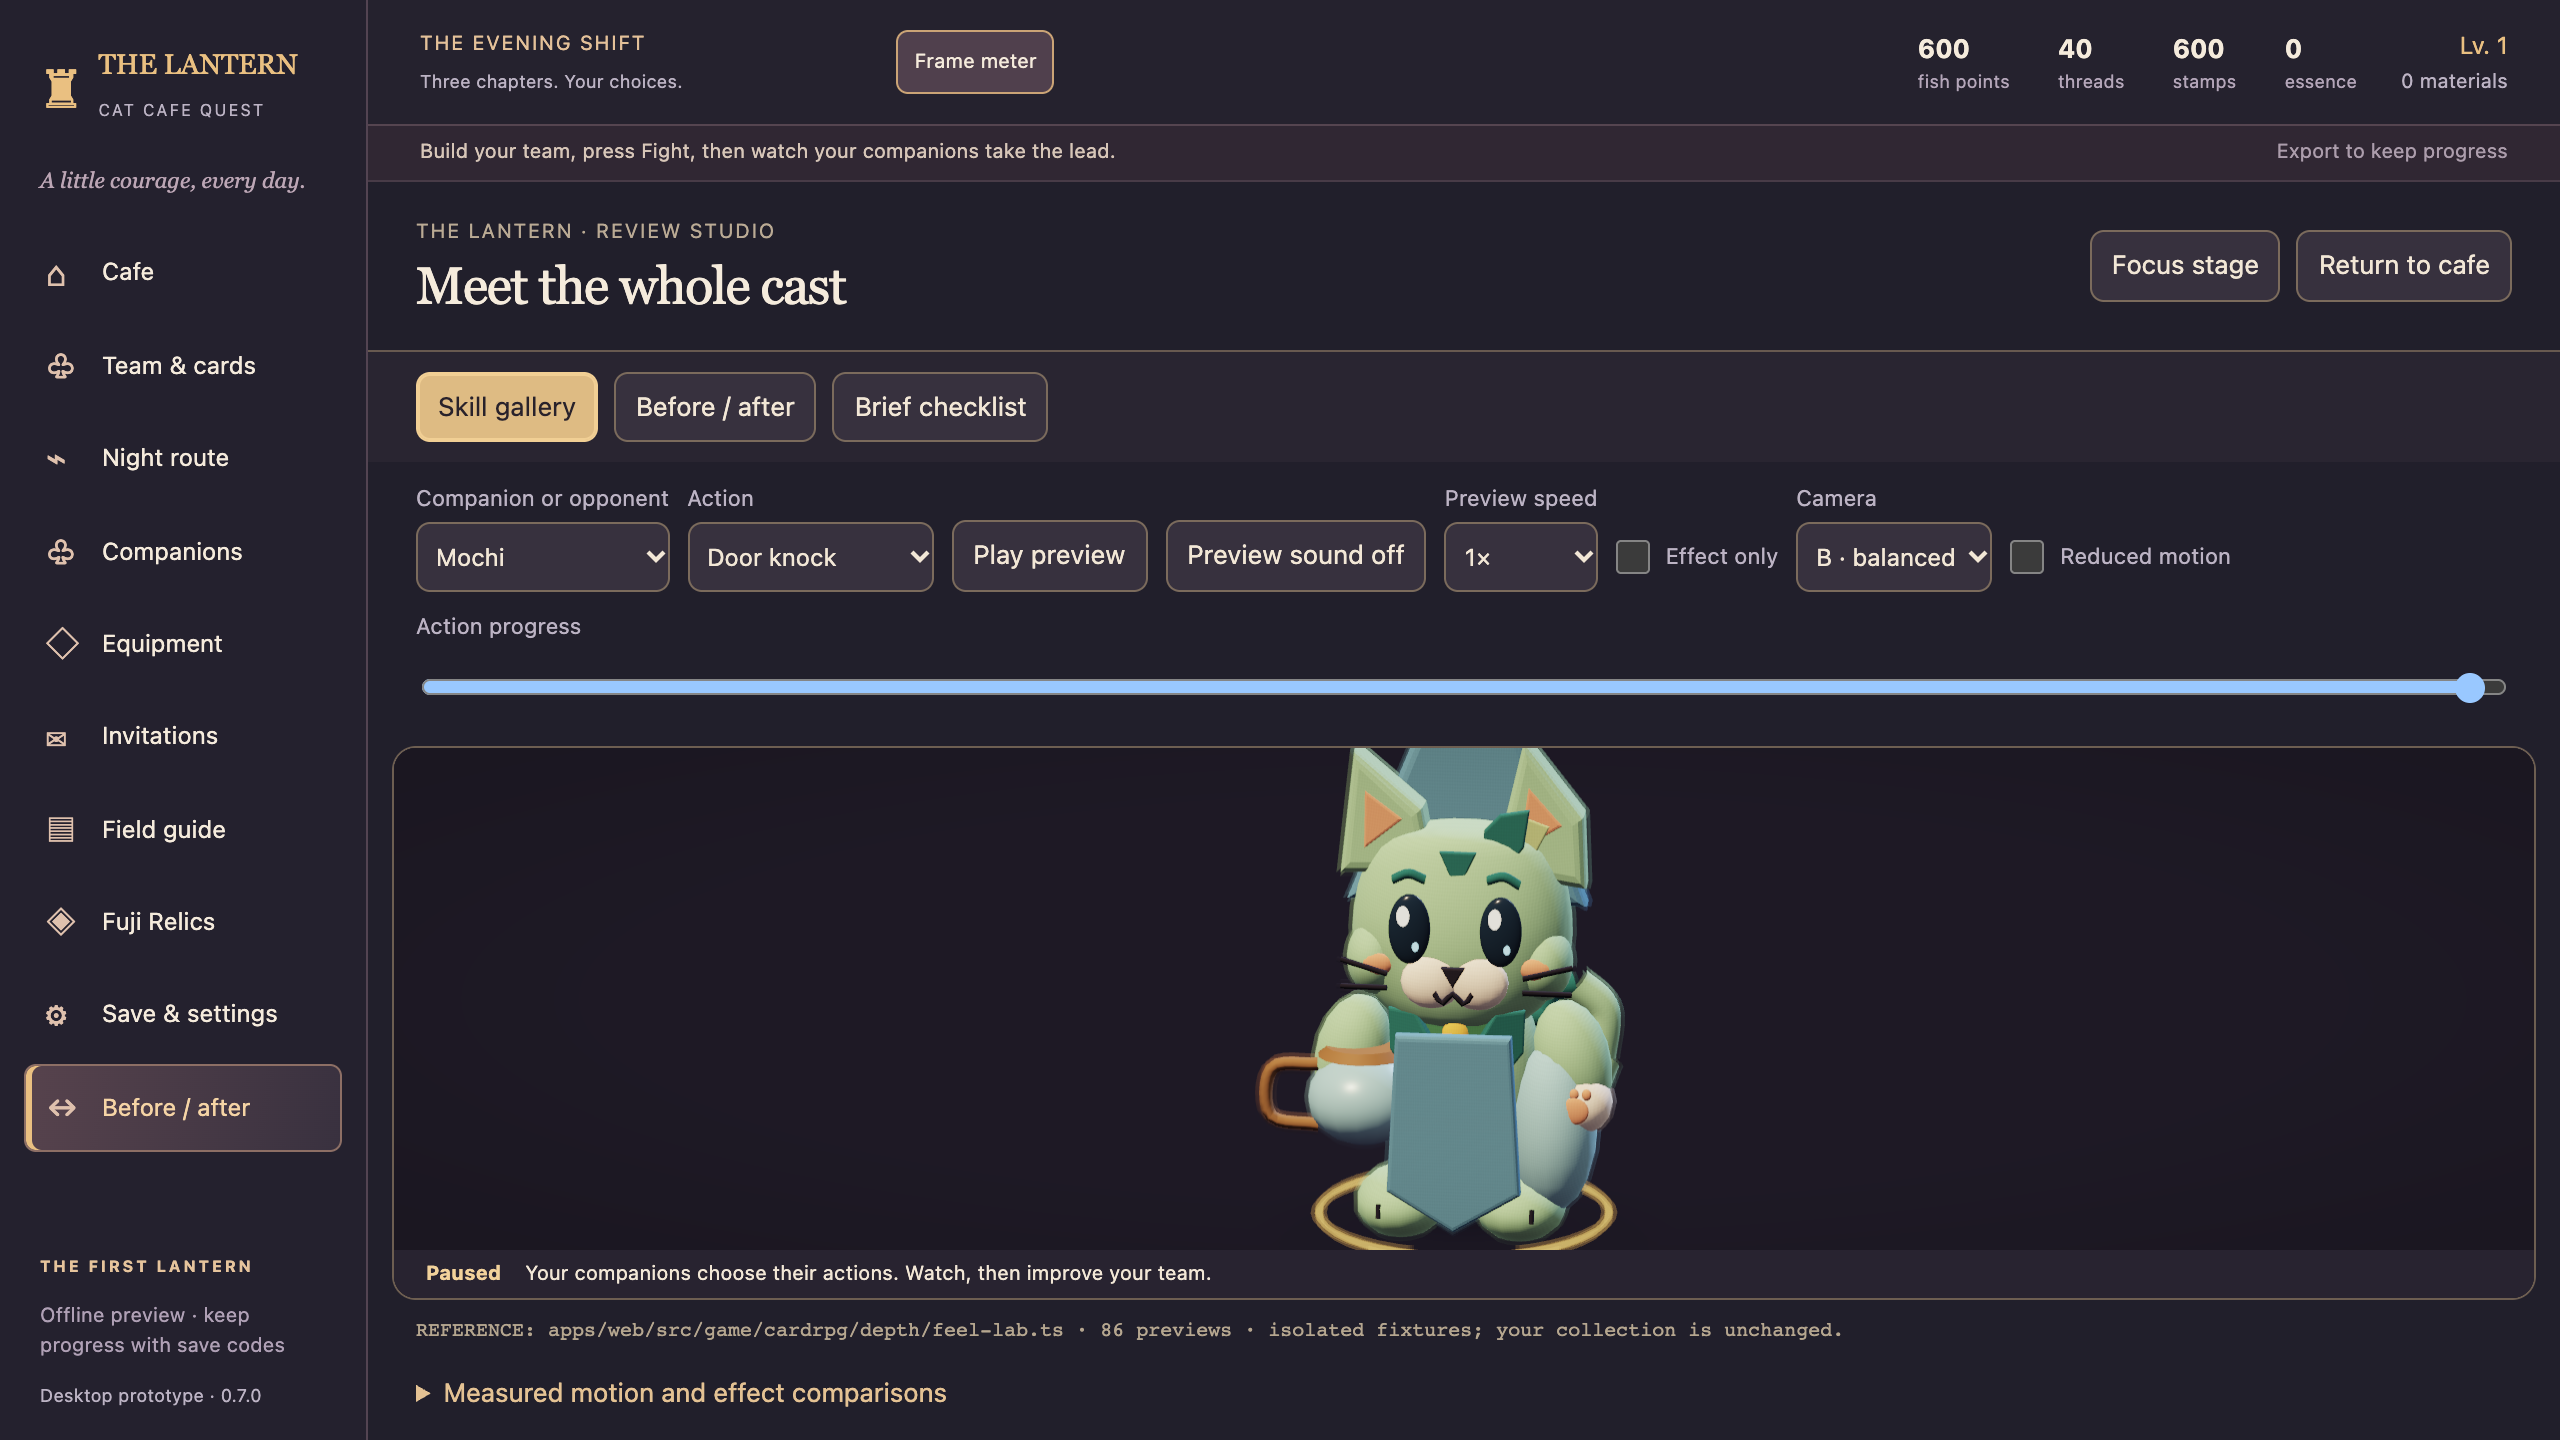 THE LANTERN
CAT CAFE QUEST
A little courage, every day.
Cafe
Team & cards
Night route
Companions
Equipment
Invitations
Field guide
Fuji Relics
Save & settings
Before / after
THE FIRST LANTERN
Offline preview · keep
progress with save codes
Desktop prototype · 0.7.0
THE EVENING SHIFT
Three chapters. Your choices.
Frame meter
600
fish points
40
threads
600
stamps
0
essence
Lv. 1
0 materials
Build your team, press Fight, then watch your companions take the lead.
Export to keep progress
THE LANTERN · REVIEW STUDIO
Meet the whole cast
Focus stage
Return to cafe
Skill gallery
Before / after
Brief checklist
Companion or opponent
Mochi
Action
Door knock
Play preview
Preview sound off
Preview speed
1×
Effect only
Camera
B · balanced
Reduced motion
Action progress
Paused Your companions choose their actions. Watch, then improve your team.
REFERENCE: apps/web/src/game/cardrpg/depth/feel-lab.ts · 86 previews · isolated fixtures; your collection is unchanged.
Measured motion and effect comparisons